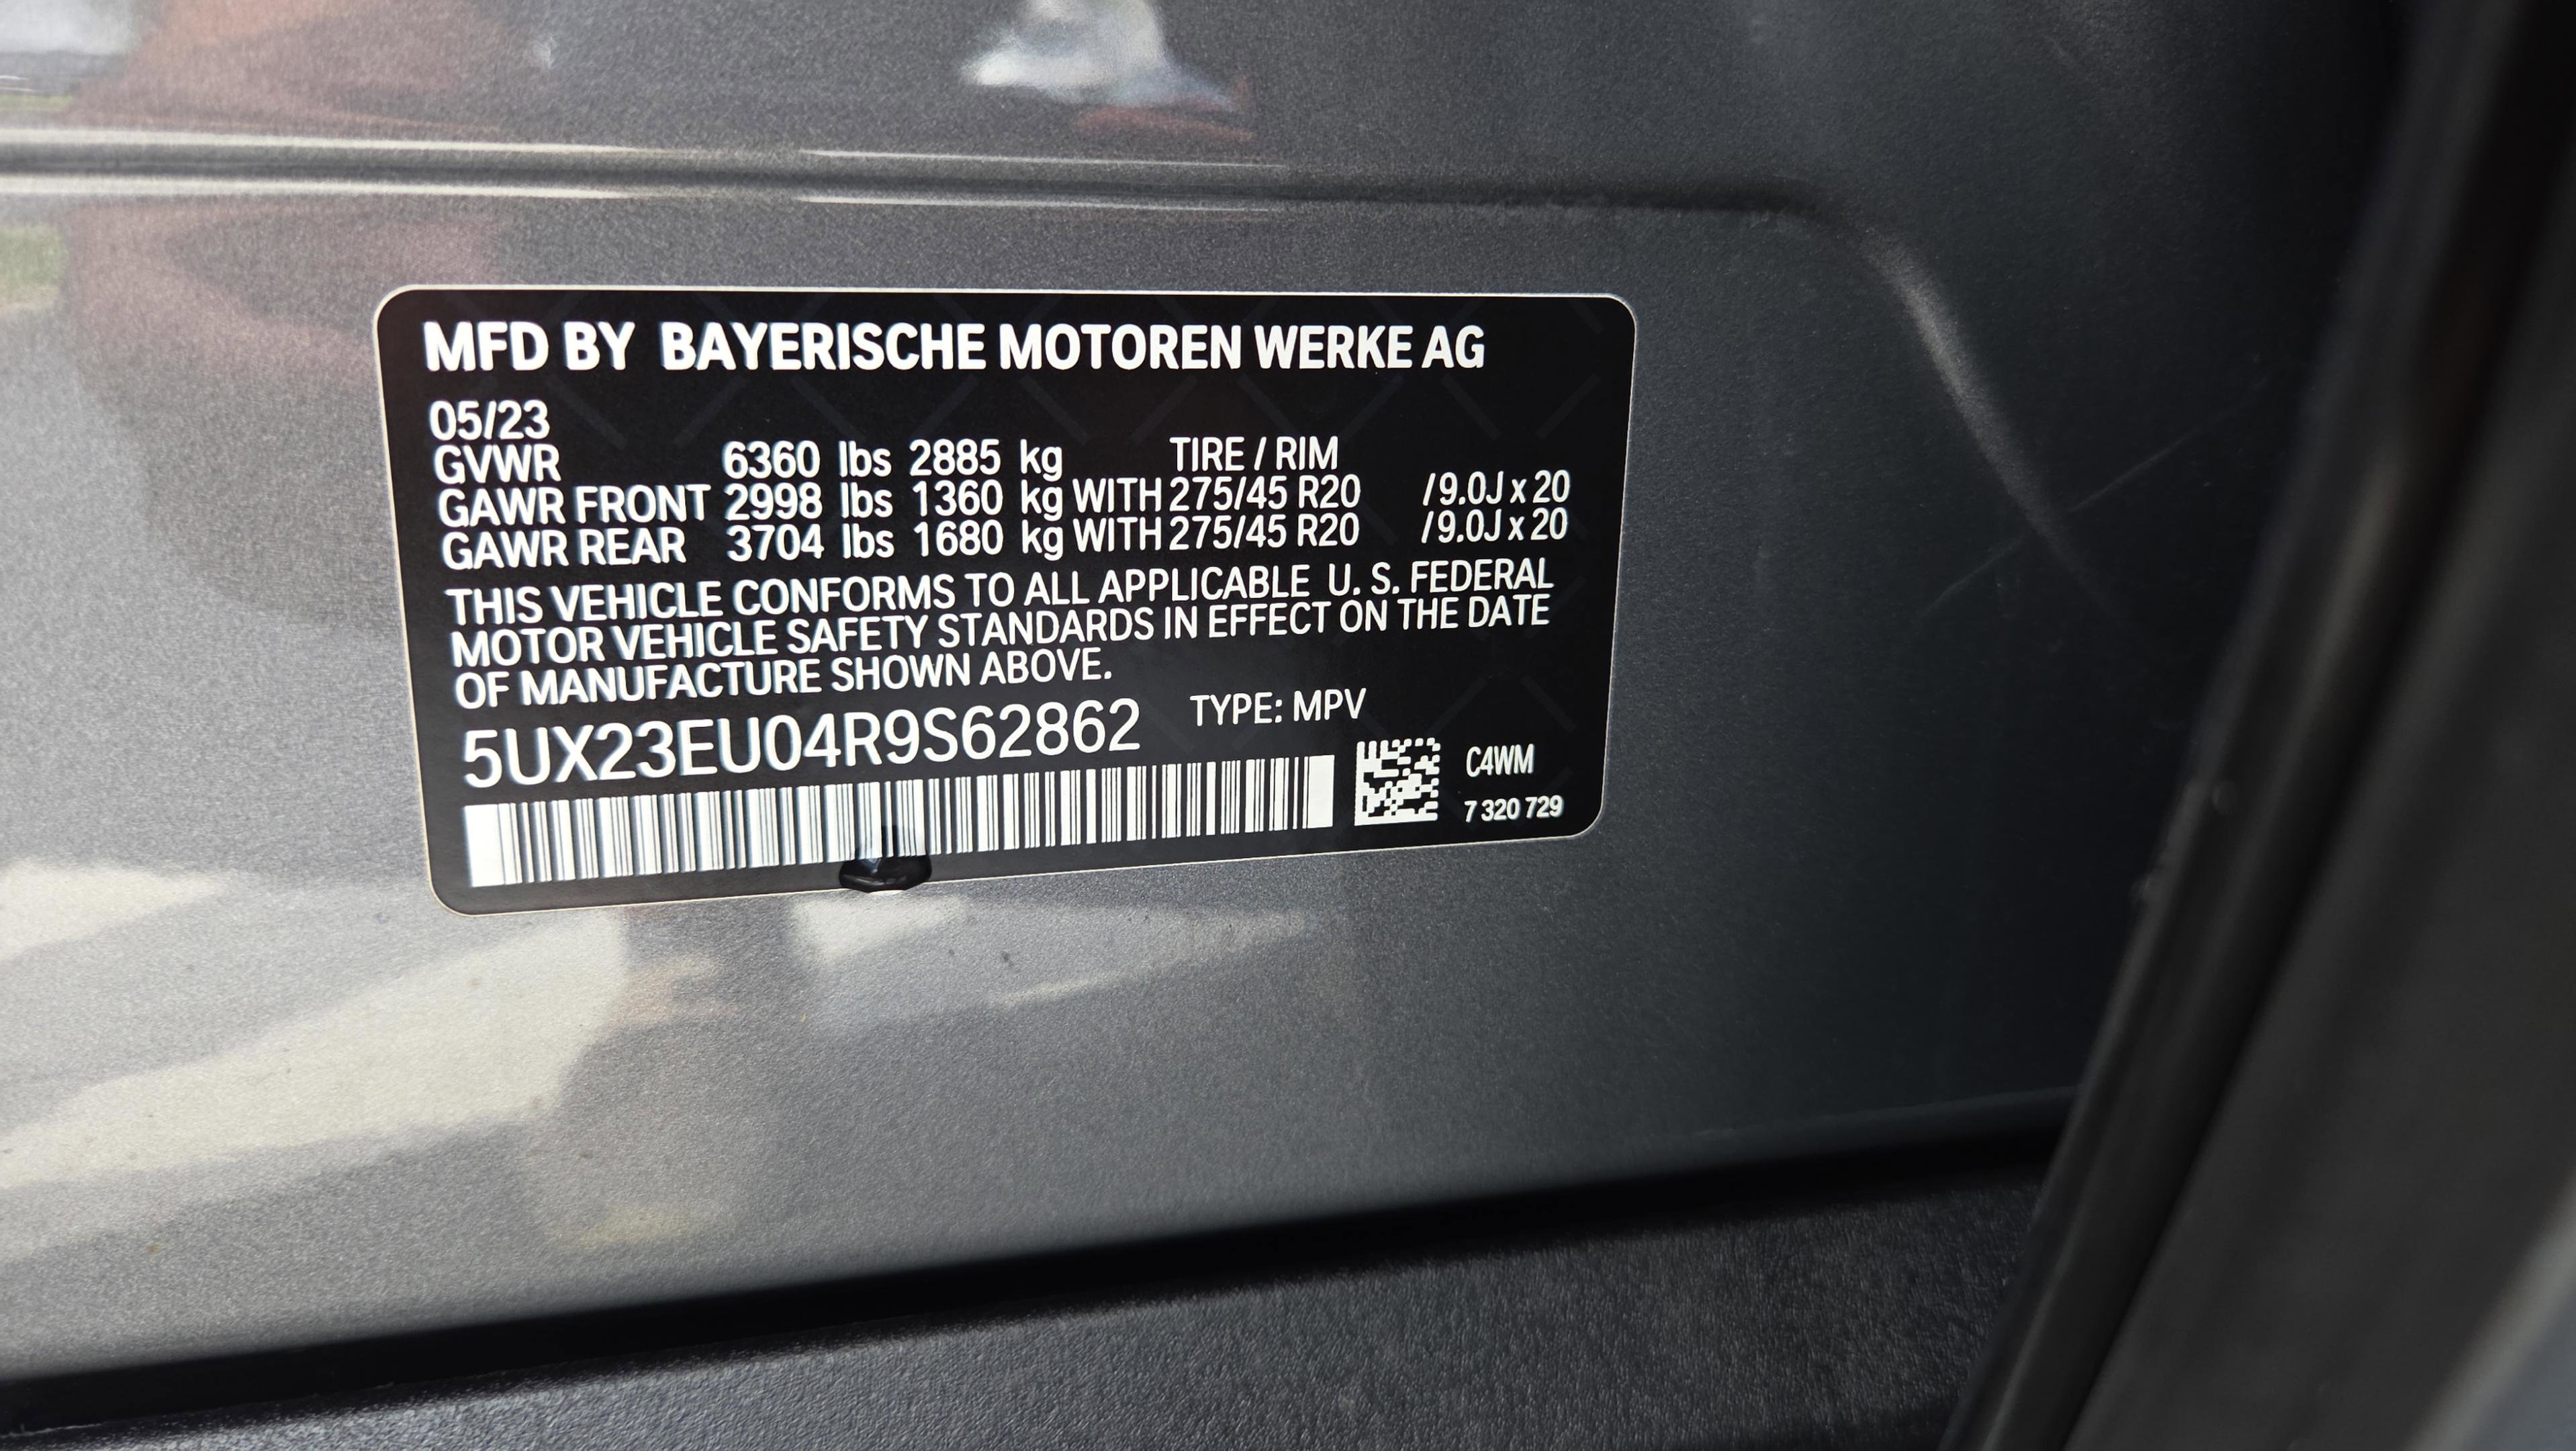 MFD BY BAYERISCHE MOTOREN WERKE AG
05/23
GVWR 6360 lbs 2885 kg TIRE / RIM
GAWR FRONT 2998 lbs 1360 kg WITH 275/45 R20 /9.0J x 20
GAWR REAR 3704 lbs 1680 kg WITH 275/45 R20 /9.0J x 20
THIS VEHICLE CONFORMS TO ALL APPLICABLE U. S. FEDERAL
MOTOR VEHICLE SAFETY STANDARDS IN EFFECT ON THE DATE
OF MANUFACTURE SHOWN ABOVE.
5UX23EU04R9S62862 TYPE: MPV
C4WM
7 320 729